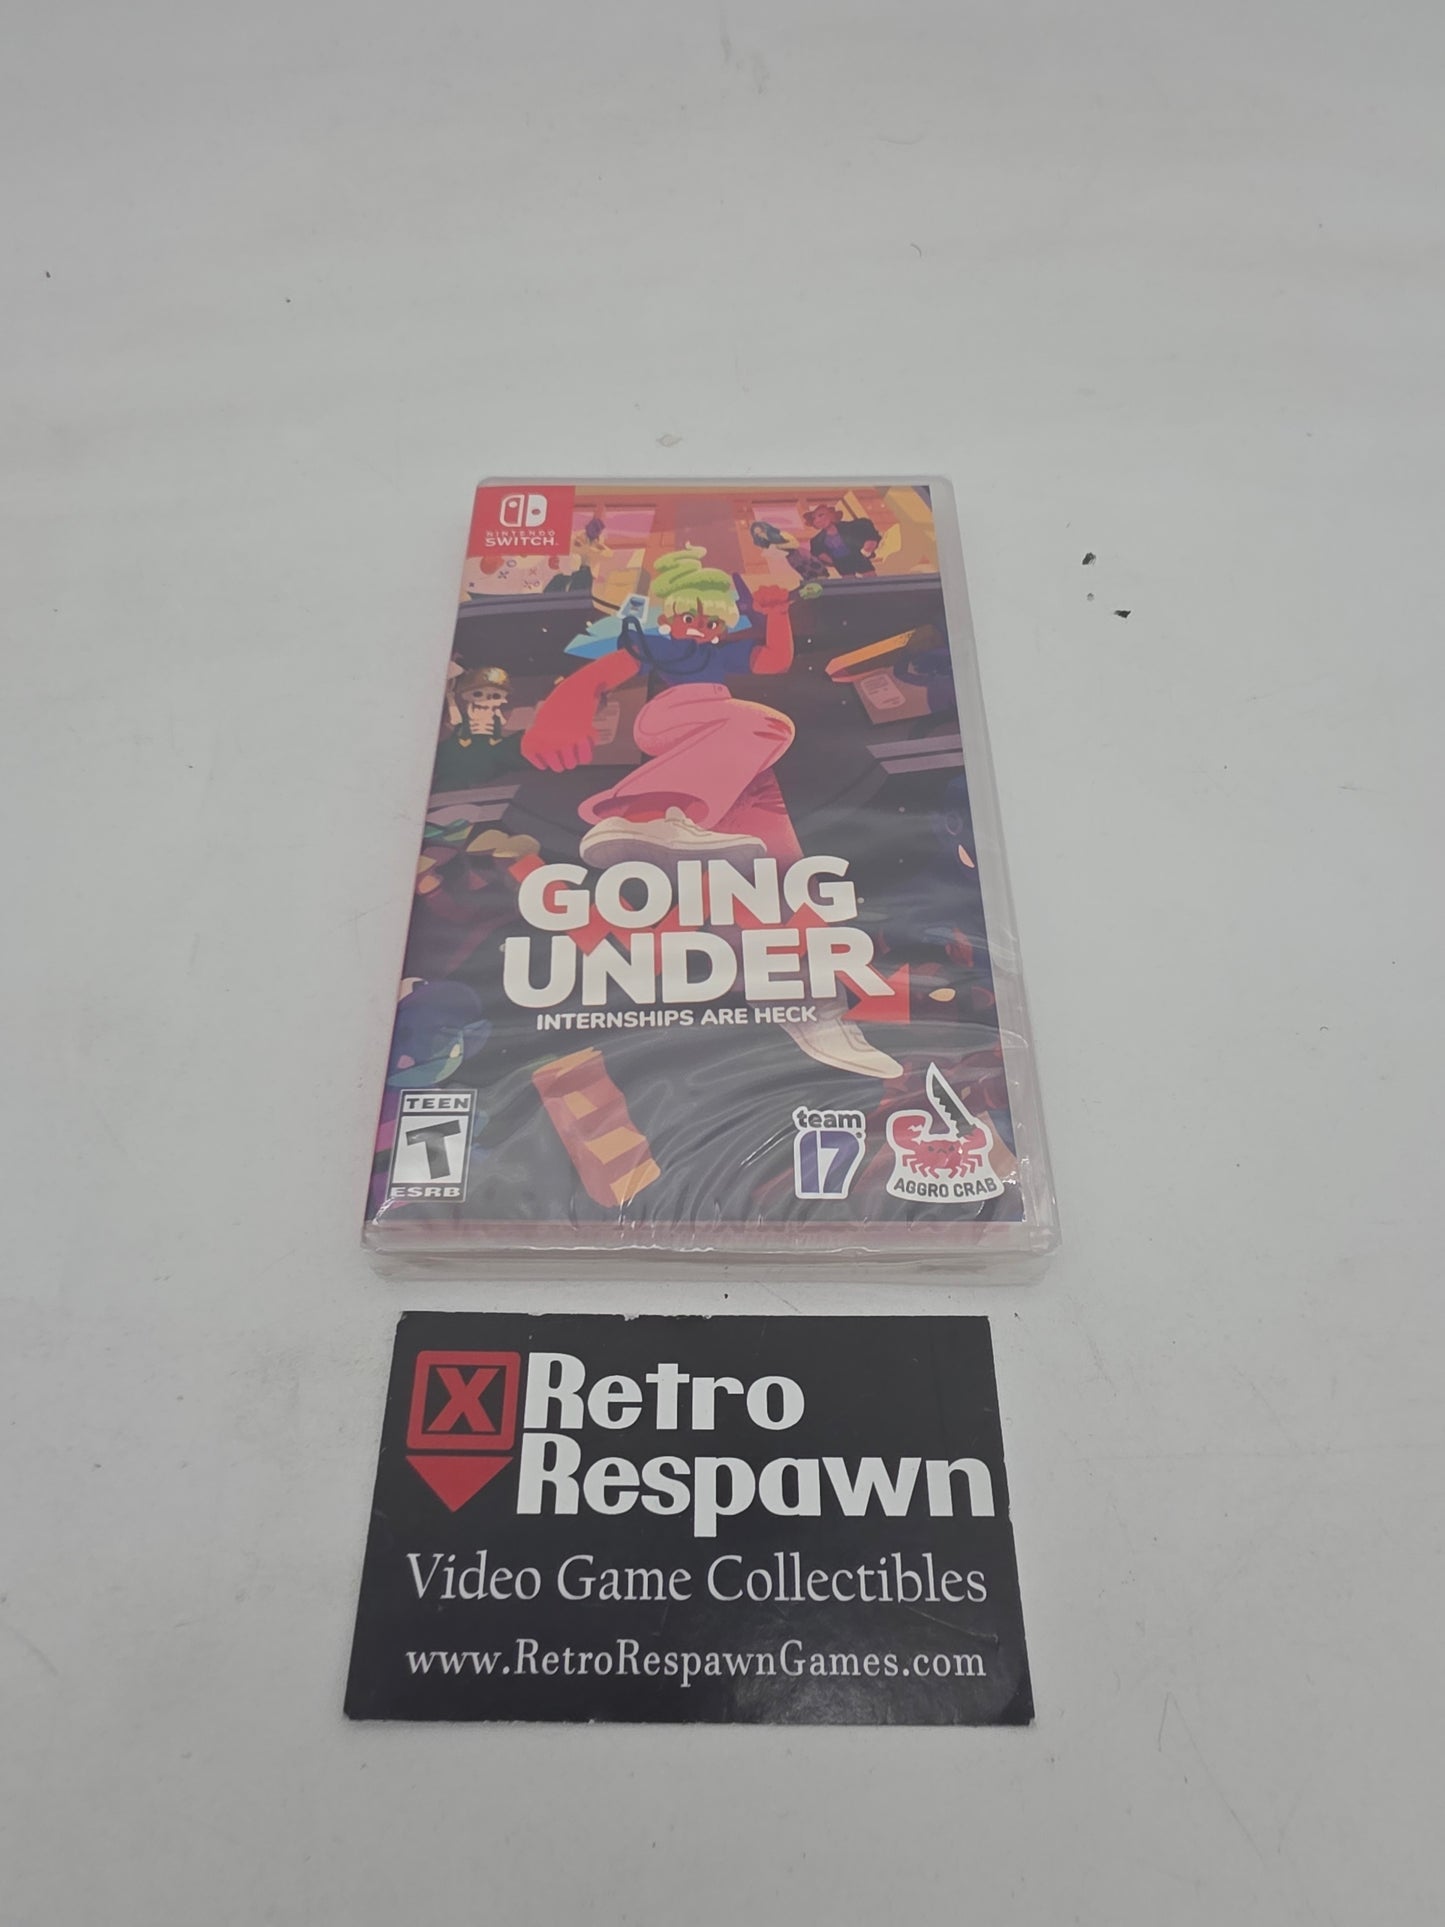 NINTENDO
SWITCH
GOING
UNDER
INTERNSHIPS ARE HECK
TEEN
T
ESRB
team
17
AGGRO CRAB
X Retro
Respawn
Video Game Collectibles
www.RetroRespawnGames.com